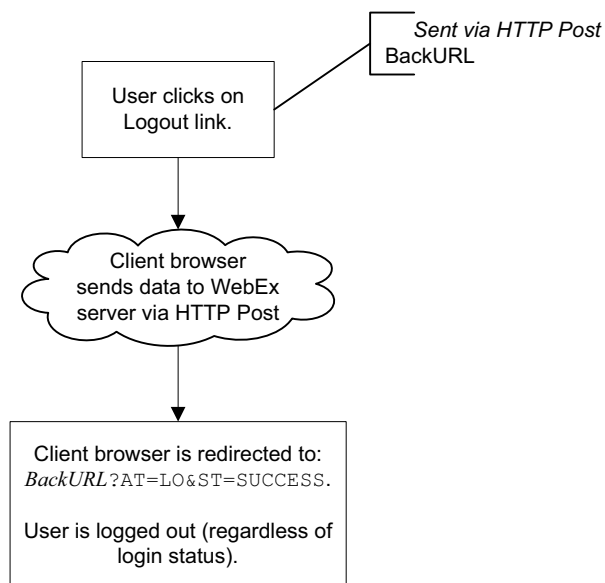 Sent via HTTP Post
BackURL
User clicks on
Logout link.
Client browser
sends data to WebEx
server via HTTP Post
Client browser is redirected to:
BackURL?AT=LO&ST=SUCCESS.
User is logged out (regardless of
login status).